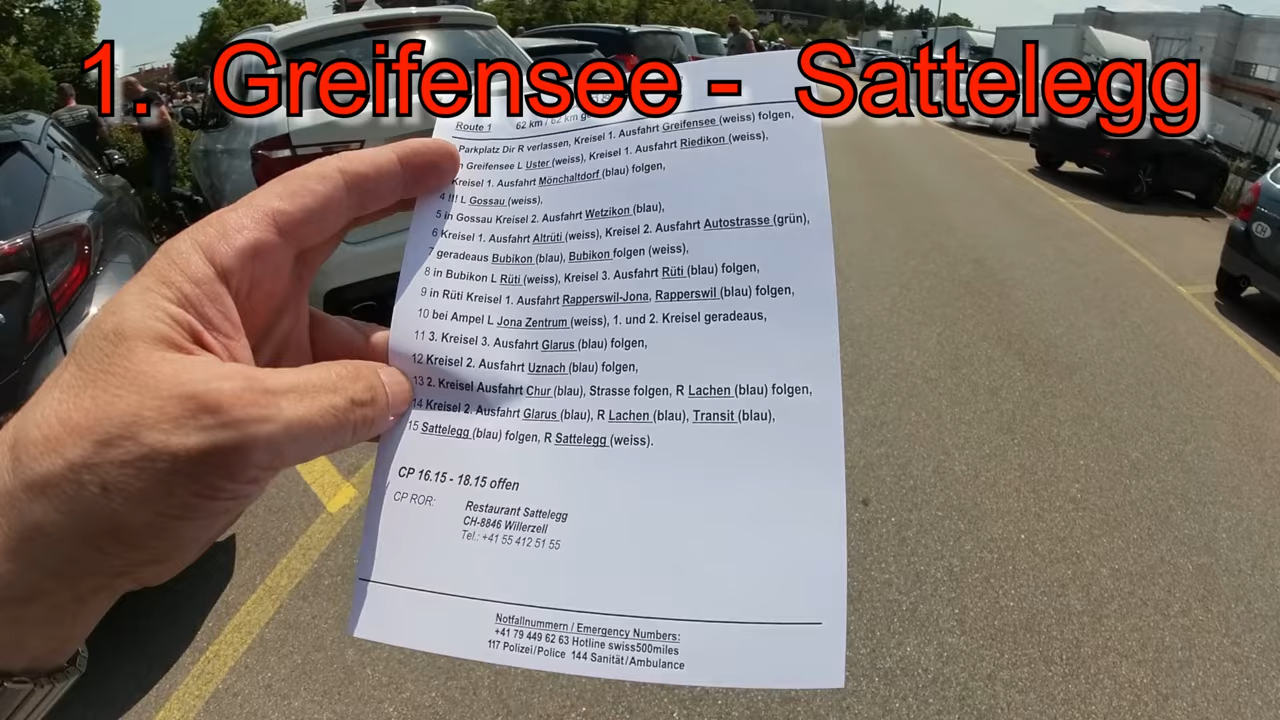 1. Greifensee - Sattelegg
Route 1 62 km / 62 km
Parkplatz Dir R verlassen, Kreisel 1. Ausfahrt Greifensee (weiss) folgen,
Greifensee L Uster (weiss), Kreisel 1. Ausfahrt Riedikon (weiss),
Kreisel 1. Ausfahrt Mönchaltdorf (blau) folgen,
4 !!! L Gossau (weiss),
5 in Gossau Kreisel 2. Ausfahrt Wetzikon (blau),
6 Kreisel 1. Ausfahrt Altrüti (weiss), Kreisel 2. Ausfahrt Autostrasse (grün),
7 geradeaus Bubikon (blau), Bubikon folgen (weiss),
8 in Bubikon L Rüti (weiss), Kreisel 3. Ausfahrt Rüti (blau) folgen,
9 in Rüti Kreisel 1. Ausfahrt Rapperswil-Jona, Rapperswil (blau) folgen,
10 bei Ampel L Jona Zentrum (weiss), 1. und 2. Kreisel geradeaus,
11 3. Kreisel 3. Ausfahrt Glarus (blau) folgen,
12 Kreisel 2. Ausfahrt Uznach (blau) folgen,
13 2. Kreisel Ausfahrt Chur (blau), Strasse folgen, R Lachen (blau) folgen,
14 Kreisel 2. Ausfahrt Glarus (blau), R Lachen (blau), Transit (blau),
15 Sattelegg (blau) folgen, R Sattelegg (weiss).
CP 16.15 - 18.15 offen
CP ROR: Restaurant Sattelegg
CH-8846 Willerzell
Tel.: +41 55 412 51 55
Notfallnummern / Emergency Numbers:
+41 79 449 62 63 Hotline swiss500miles
117 Polizei/Police 144 Sanität/Ambulance
CH